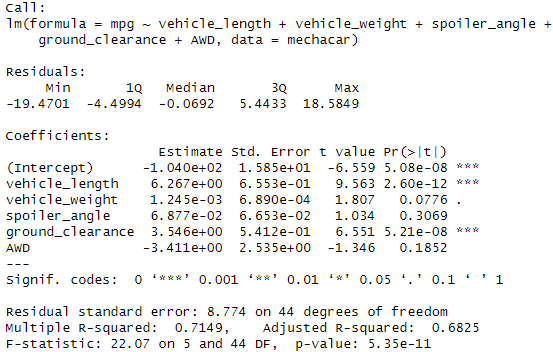 Call:
lm(formula = mpg ~ vehicle_length + vehicle_weight + spoiler_angle +
    ground_clearance + AWD, data = mechacar)

Residuals:
     Min       1Q   Median       3Q      Max
-19.4701  -4.4994  -0.0692   5.4433  18.5849

Coefficients:
                   Estimate Std. Error t value Pr(>|t|)
(Intercept)      -1.040e+02  1.585e+01  -6.559 5.08e-08 ***
vehicle_length    6.267e+00  6.553e-01   9.563 2.60e-12 ***
vehicle_weight    1.245e-03  6.890e-04   1.807   0.0776 .
spoiler_angle     6.877e-02  6.653e-02   1.034   0.3069
ground_clearance  3.546e+00  5.412e-01   6.551 5.21e-08 ***
AWD              -3.411e+00  2.535e+00  -1.346   0.1852
---
Signif. codes:  0 ‘***’ 0.001 ‘**’ 0.01 ‘*’ 0.05 ‘.’ 0.1 ‘ ’ 1

Residual standard error: 8.774 on 44 degrees of freedom
Multiple R-squared:  0.7149,    Adjusted R-squared:  0.6825
F-statistic: 22.07 on 5 and 44 DF,  p-value: 5.35e-11